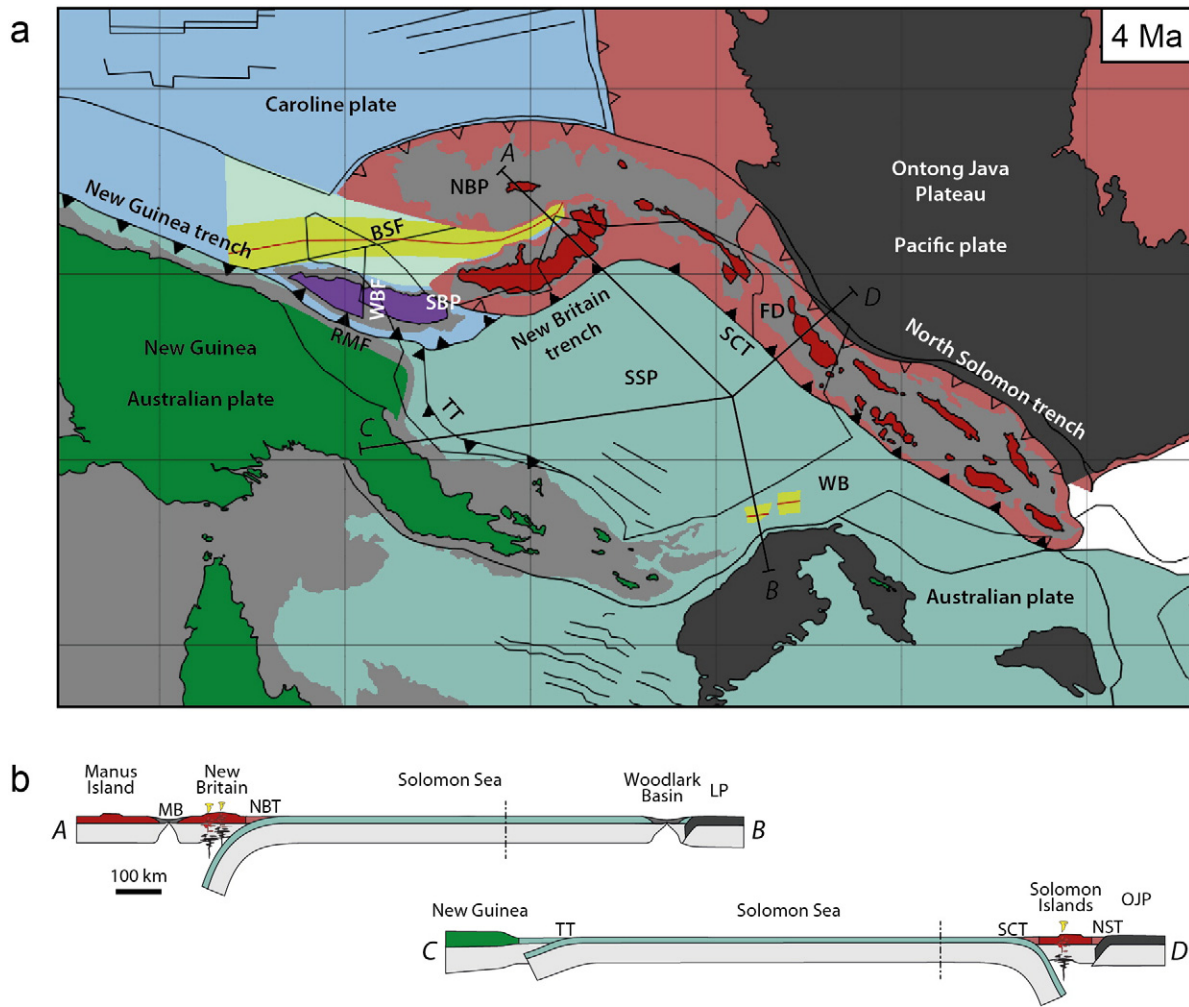 a
4 Ma
Caroline plate
A
NBP
Ontong Java
Plateau
Pacific plate
New Guinea trench
BSF
WBF
SBP
New Britain
trench
FD
D
RMF
SCT
North Solomon trench
New Guinea
Australian plate
SSP
TT
C
WB
B
Australian plate
b
Manus
Island
New
Britain
Solomon Sea
Woodlark
Basin
LP
MB
NBT
A
B
100 km
New Guinea
Solomon Sea
Solomon
Islands
OJP
TT
SCT
NST
C
D